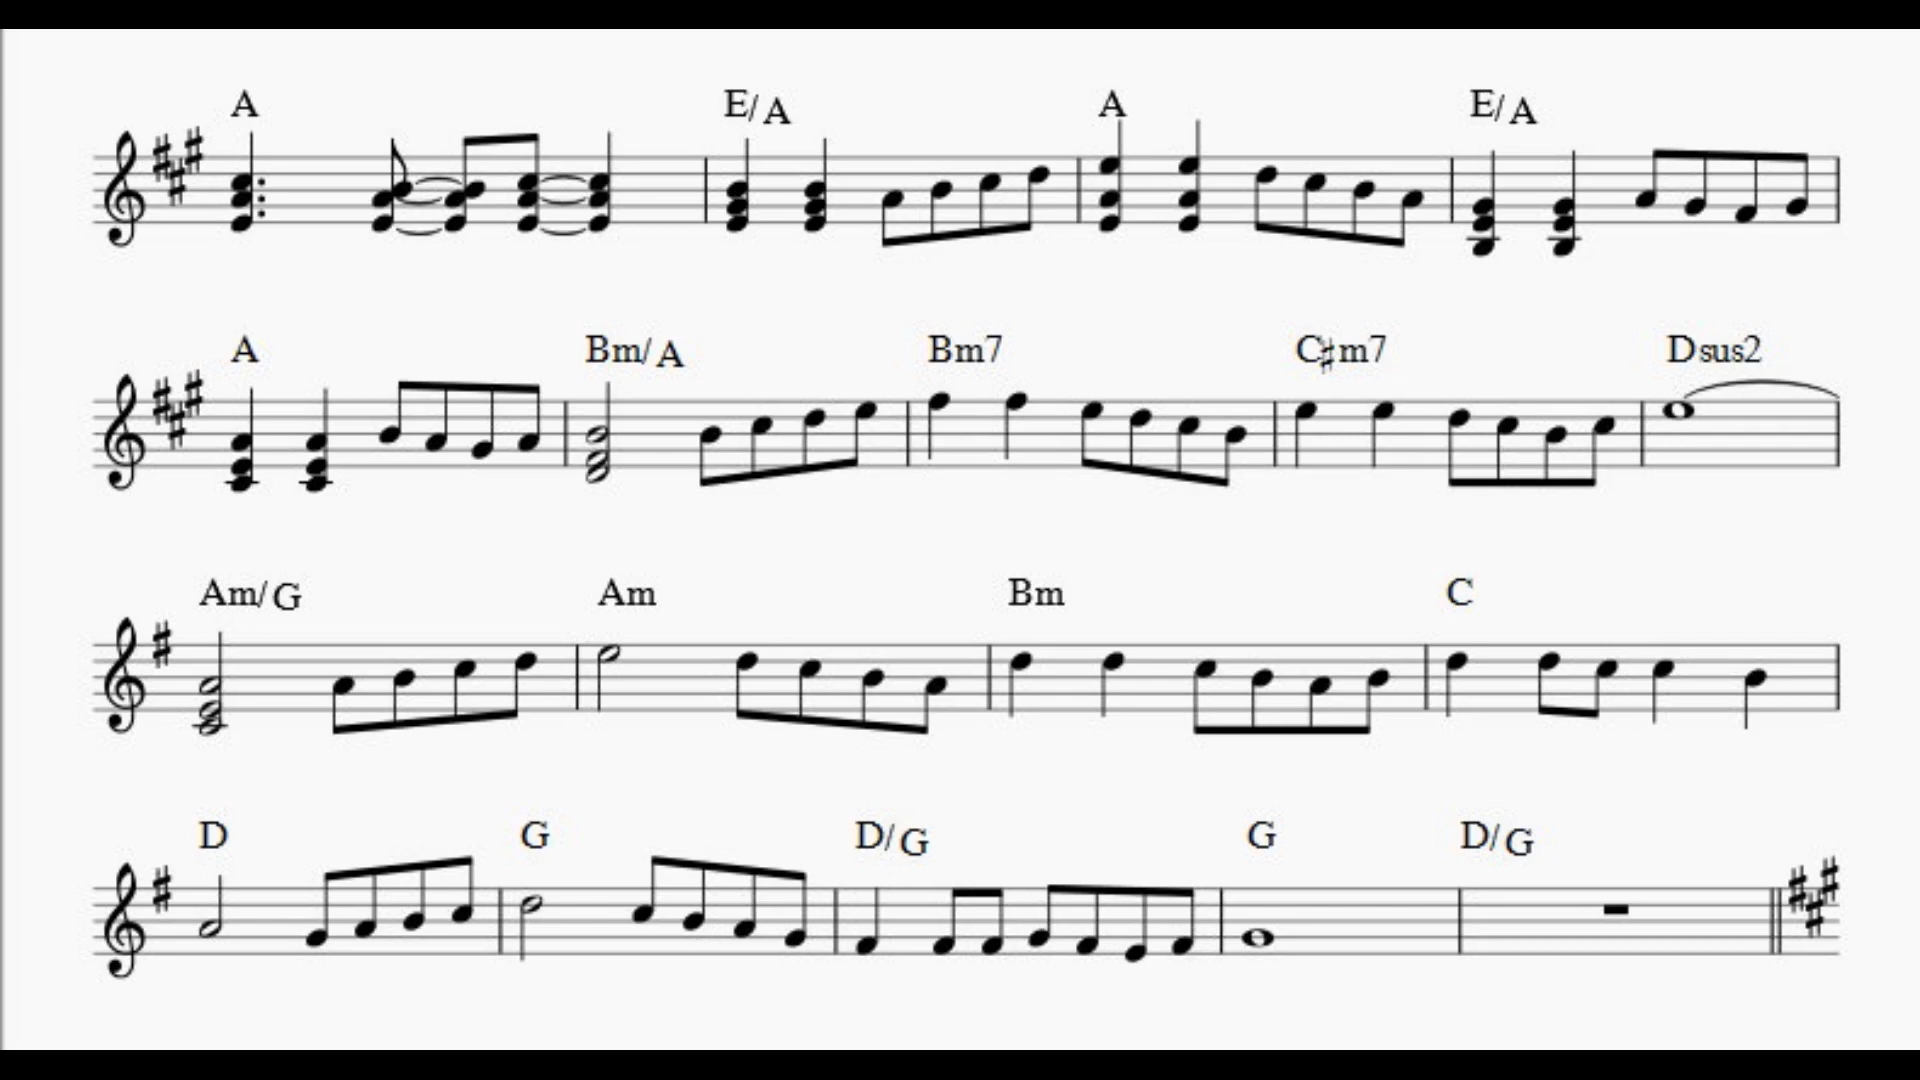 A E/A A E/A
A Bm/A Bm7 C♯m7 Dsus2
Am/G Am Bm C
D G D/G G D/G